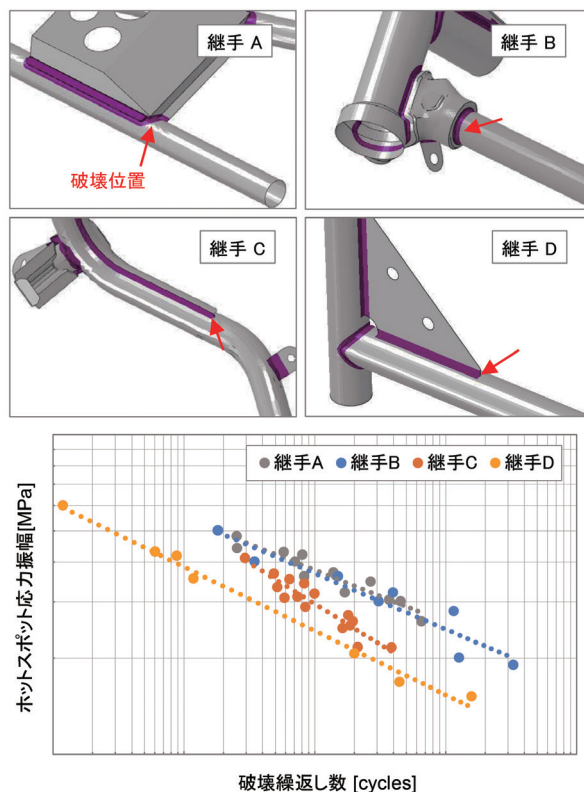 継手 A
破壊位置
継手 B
継手 C
継手 D
継手A 継手B 継手C 継手D
ホットスポット応力振幅[MPa]
破壊繰返し数 [cycles]